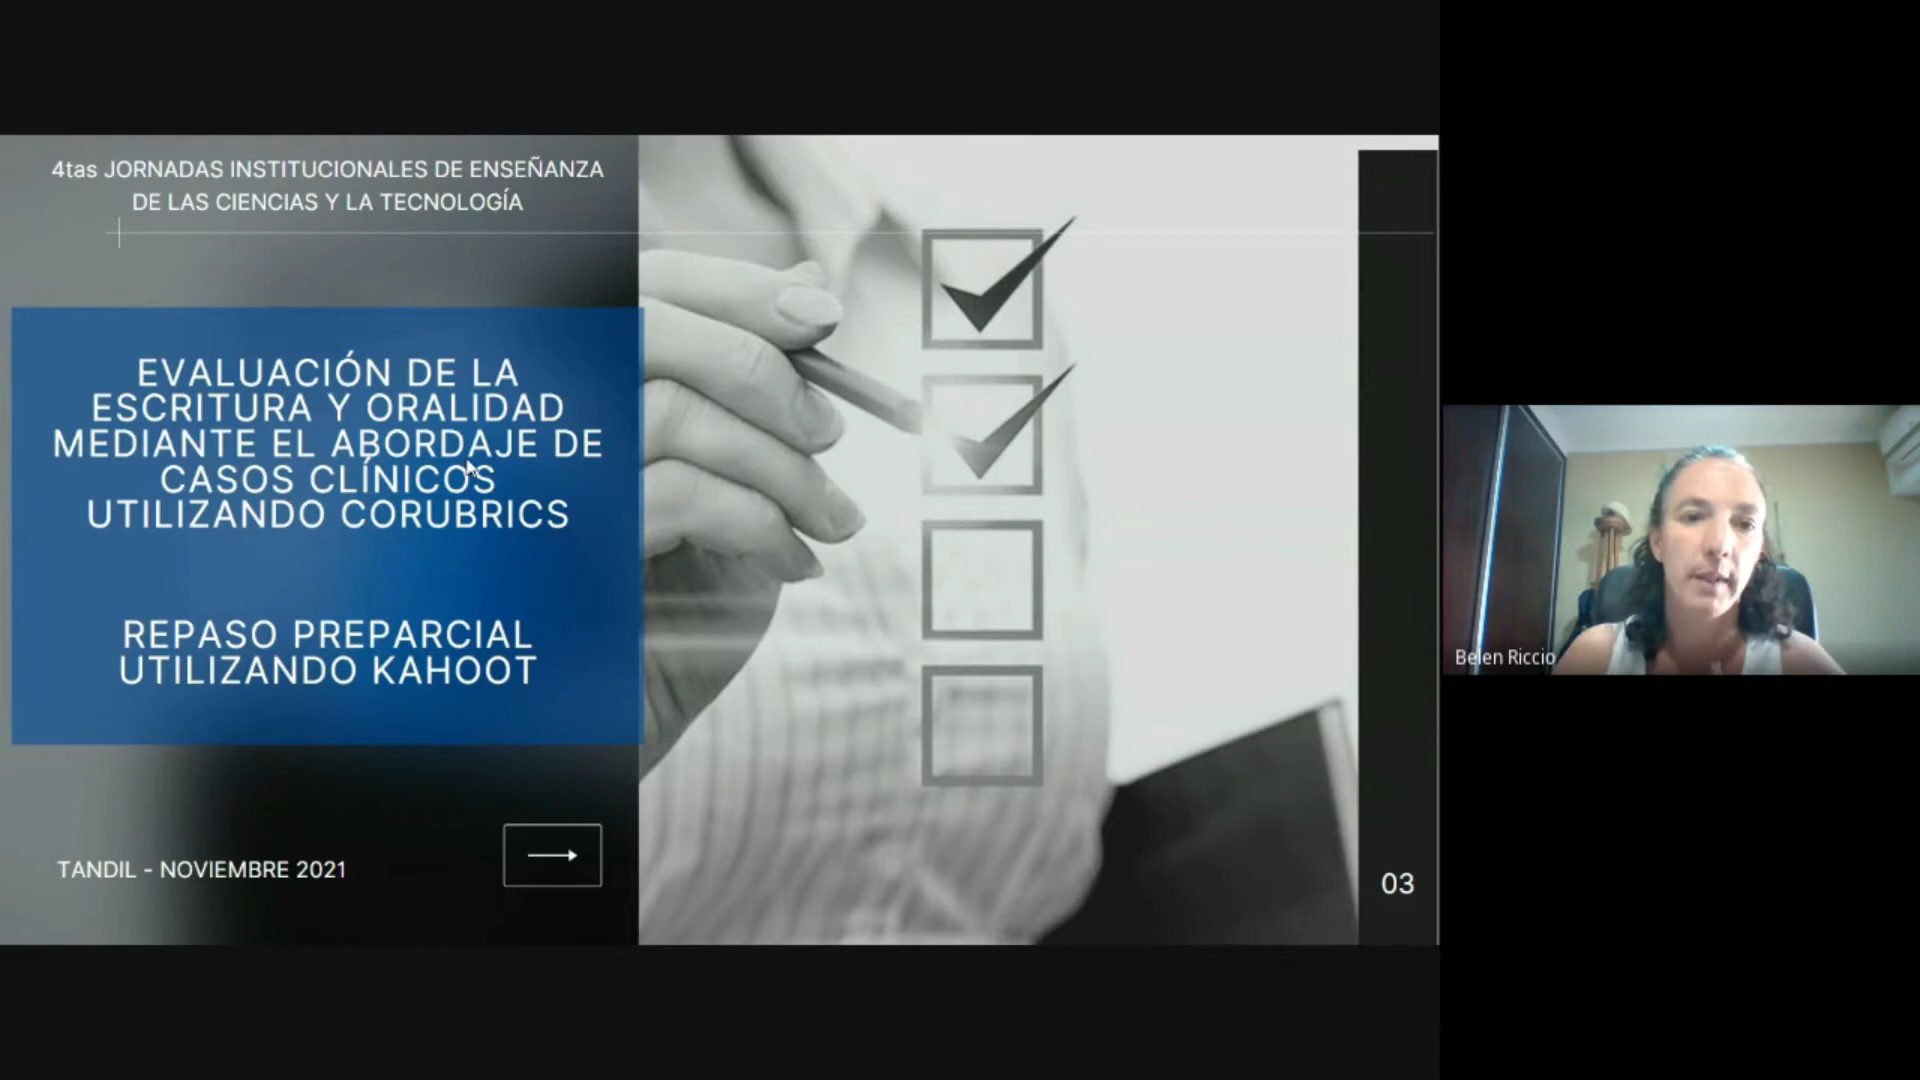 4tas JORNADAS INSTITUCIONALES DE ENSEÑANZA
DE LAS CIENCIAS Y LA TECNOLOGÍA
EVALUACIÓN DE LA
ESCRITURA Y ORALIDAD
MEDIANTE EL ABORDAJE DE
CASOS CLÍNICOS
UTILIZANDO CORUBRICS
REPASO PREPARCIAL
UTILIZANDO KAHOOT
TANDIL - NOVIEMBRE 2021
03
Belen Riccio